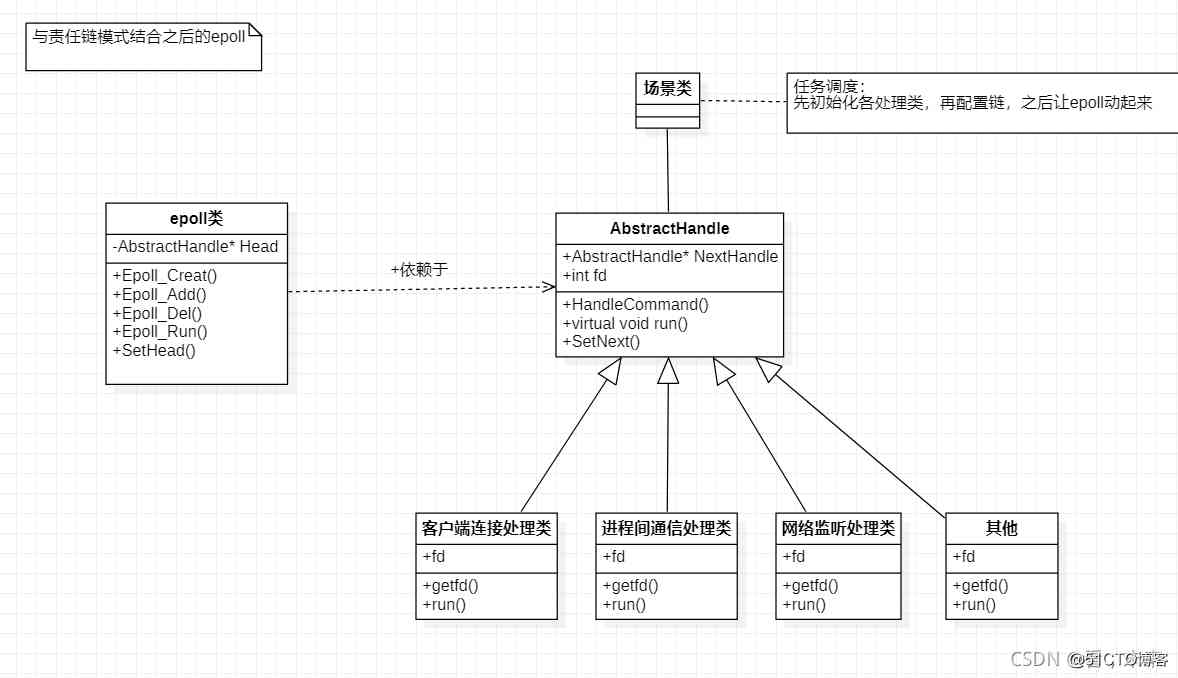 与责任链模式结合之后的epoll
场景类
任务调度：
先初始化各处理类，再配置链，之后让epoll动起来
epoll类
-AbstractHandle* Head
+Epoll_Creat()
+Epoll_Add()
+Epoll_Del()
+Epoll_Run()
+SetHead()
+依赖于
AbstractHandle
+AbstractHandle* NextHandle
+int fd
+HandleCommand()
+virtual void run()
+SetNext()
客户端连接处理类
+fd
+getfd()
+run()
进程间通信处理类
+fd
+getfd()
+run()
网络监听处理类
+fd
+getfd()
+run()
其他
+fd
+getfd()
+run()
CSDN @51CTO博客